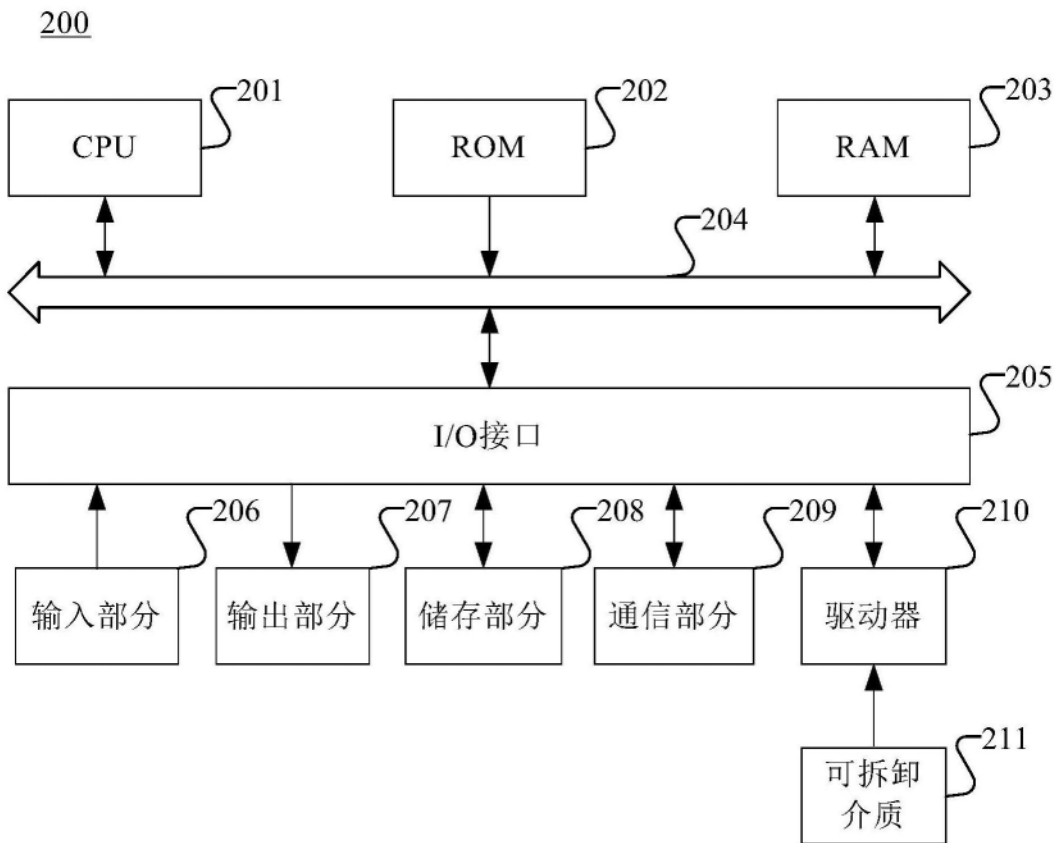 200
201
202
203
CPU
ROM
RAM
204
205
I/O接口
206
207
208
209
210
输入部分
输出部分
储存部分
通信部分
驱动器
211
可拆卸
介质